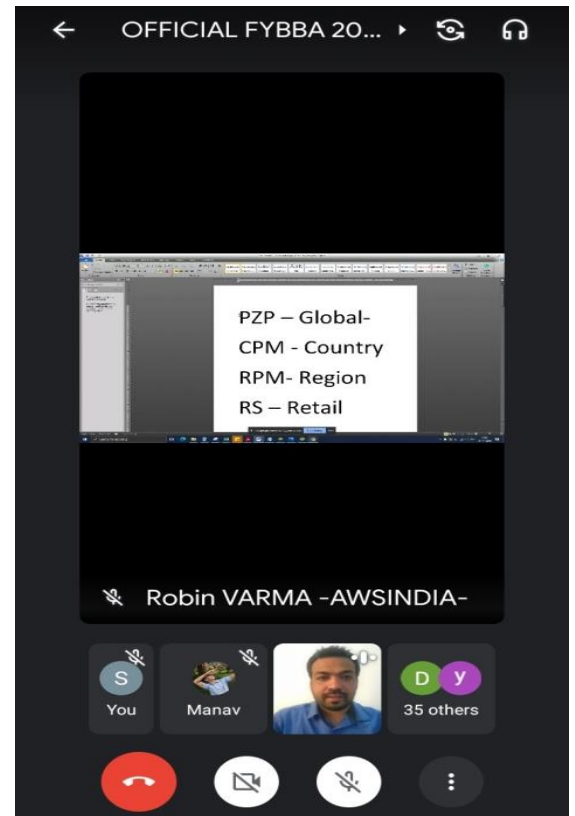 OFFICIAL FYBBA 20...
PZP – Global-
CPM - Country
RPM- Region
RS – Retail
Robin VARMA -AWSINDIA-
S
You
Manav
D y
35 others